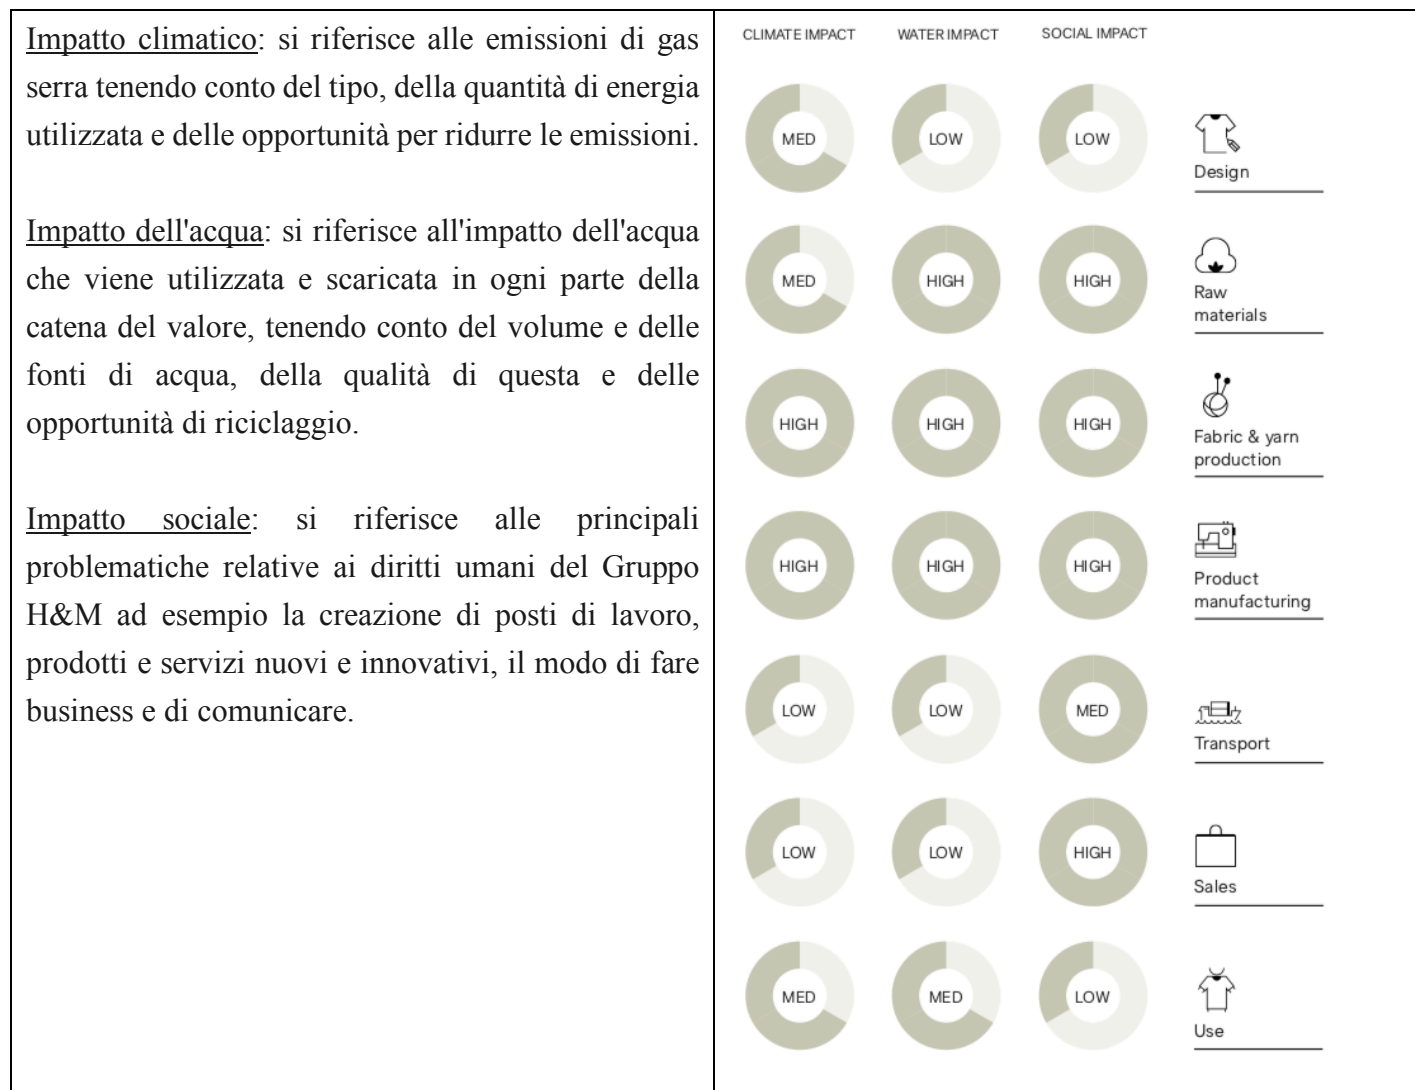 Impatto climatico: si riferisce alle emissioni di gas
serra tenendo conto del tipo, della quantità di energia
utilizzata e delle opportunità per ridurre le emissioni.
Impatto dell'acqua: si riferisce all'impatto dell'acqua
che viene utilizzata e scaricata in ogni parte della
catena del valore, tenendo conto del volume e delle
fonti di acqua, della qualità di questa e delle
opportunità di riciclaggio.
Impatto sociale: si riferisce alle principali
problematiche relative ai diritti umani del Gruppo
H&M ad esempio la creazione di posti di lavoro,
prodotti e servizi nuovi e innovativi, il modo di fare
business e di comunicare.
CLIMATE IMPACT WATER IMPACT SOCIAL IMPACT
MED LOW LOW
Design
MED HIGH HIGH
Raw
materials
HIGH HIGH HIGH
Fabric & yarn
production
HIGH HIGH HIGH
Product
manufacturing
LOW LOW MED
Transport
LOW LOW HIGH
Sales
MED MED LOW
Use